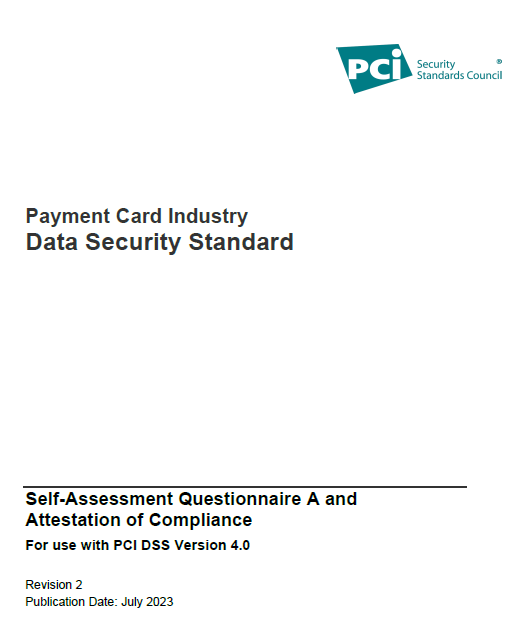 PCi Security
Standards Council ®
Payment Card Industry
Data Security Standard
Self-Assessment Questionnaire A and
Attestation of Compliance
For use with PCI DSS Version 4.0
Revision 2
Publication Date: July 2023